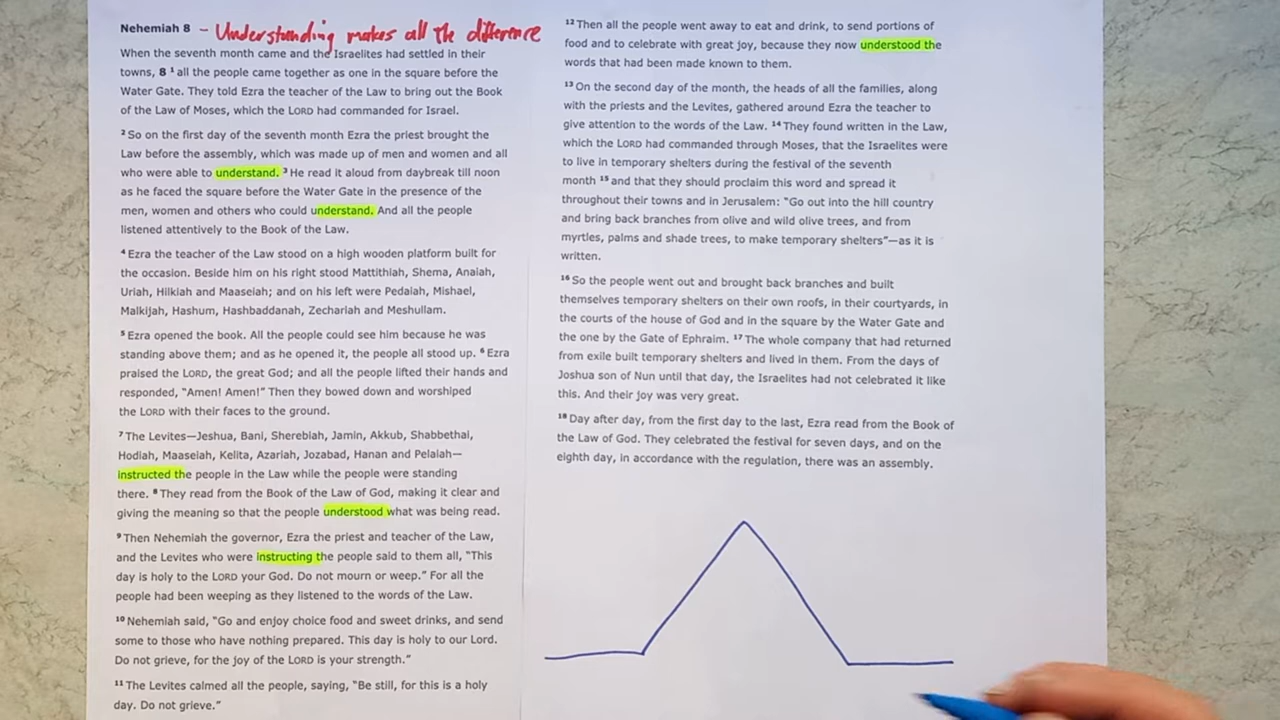 Nehemiah 8 - Understanding makes all the difference
When the seventh month came and the Israelites had settled in their
towns, 8 1 all the people came together as one in the square before the
Water Gate. They told Ezra the teacher of the Law to bring out the Book
of the Law of Moses, which the LORD had commanded for Israel.
2 So on the first day of the seventh month Ezra the priest brought the
Law before the assembly, which was made up of men and women and all
who were able to understand. 3 He read it aloud from daybreak till noon
as he faced the square before the Water Gate in the presence of the
men, women and others who could understand. And all the people
listened attentively to the Book of the Law.
4 Ezra the teacher of the Law stood on a high wooden platform built for
the occasion. Beside him on his right stood Mattithiah, Shema, Anaiah,
Uriah, Hilkiah and Maaseiah; and on his left were Pedaiah, Mishael,
Malkijah, Hashum, Hashbaddanah, Zechariah and Meshullam.
5 Ezra opened the book. All the people could see him because he was
standing above them; and as he opened it, the people all stood up. 6 Ezra
praised the LORD, the great God; and all the people lifted their hands and
responded, “Amen! Amen!” Then they bowed down and worshiped
the LORD with their faces to the ground.
7 The Levites—Jeshua, Bani, Sherebiah, Jamin, Akkub, Shabbethai,
Hodiah, Maaseiah, Kelita, Azariah, Jozabad, Hanan and Pelaiah—
instructed the people in the Law while the people were standing
there. 8 They read from the Book of the Law of God, making it clear and
giving the meaning so that the people understood what was being read.
9 Then Nehemiah the governor, Ezra the priest and teacher of the Law,
and the Levites who were instructing the people said to them all, “This
day is holy to the LORD your God. Do not mourn or weep.” For all the
people had been weeping as they listened to the words of the Law.
10 Nehemiah said, “Go and enjoy choice food and sweet drinks, and send
some to those who have nothing prepared. This day is holy to our Lord.
Do not grieve, for the joy of the LORD is your strength.”
11 The Levites calmed all the people, saying, “Be still, for this is a holy
day. Do not grieve.”
12 Then all the people went away to eat and drink, to send portions of
food and to celebrate with great joy, because they now understood the
words that had been made known to them.
13 On the second day of the month, the heads of all the families, along
with the priests and the Levites, gathered around Ezra the teacher to
give attention to the words of the Law. 14 They found written in the Law,
which the LORD had commanded through Moses, that the Israelites were
to live in temporary shelters during the festival of the seventh
month 15 and that they should proclaim this word and spread it
throughout their towns and in Jerusalem: “Go out into the hill country
and bring back branches from olive and wild olive trees, and from
myrtles, palms and shade trees, to make temporary shelters”—as it is
written.
16 So the people went out and brought back branches and built
themselves temporary shelters on their own roofs, in their courtyards, in
the courts of the house of God and in the square by the Water Gate and
the one by the Gate of Ephraim. 17 The whole company that had returned
from exile built temporary shelters and lived in them. From the days of
Joshua son of Nun until that day, the Israelites had not celebrated it like
this. And their joy was very great.
18 Day after day, from the first day to the last, Ezra read from the Book of
the Law of God. They celebrated the festival for seven days, and on the
eighth day, in accordance with the regulation, there was an assembly.